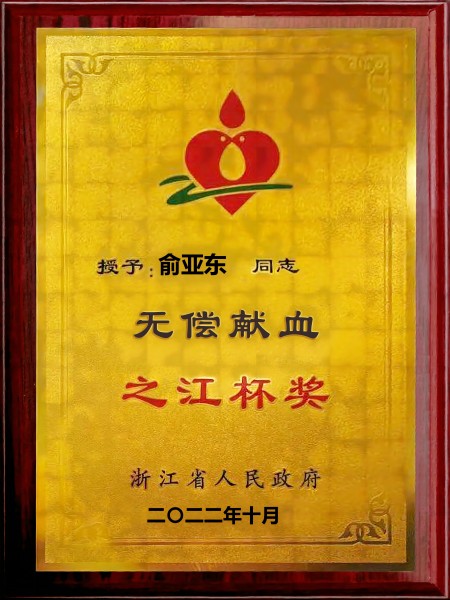 授予:俞亚东 同志
无偿献血
之江杯奖
浙江省人民政府
二〇二二年十月